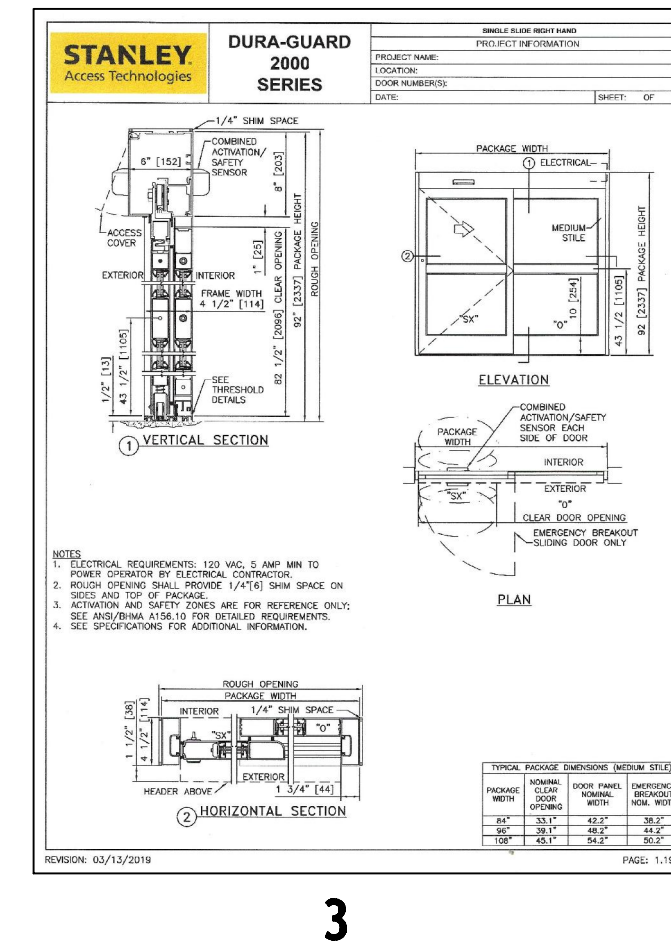 STANLEY.
Access Technologies
DURA-GUARD
2000
SERIES
SINGLE SLIDE RIGHT HAND
PROJECT INFORMATION
PROJECT NAME:
LOCATION:
DOOR NUMBER(S):
DATE:
SHEET: OF
1/4" SHIM SPACE
COMBINED
ACTIVATION/
SAFETY
SENSOR
6" [152]
8" [203]
ACCESS
COVER
EXTERIOR
INTERIOR
1" [25]
FRAME WIDTH
4 1/2" [114]
82 1/2" [2096] CLEAR OPENING
92" [2337] PACKAGE HEIGHT
ROUGH OPENING
1/2" [13]
43 1/2" [1105]
SEE
THRESHOLD
DETAILS
1 VERTICAL SECTION
PACKAGE WIDTH
1 ELECTRICAL
MEDIUM
STILE
2
"SX"
"O"
10 [254]
43 1/2 [1105]
92 [2337] PACKAGE HEIGHT
ELEVATION
COMBINED
ACTIVATION/SAFETY
SENSOR EACH
SIDE OF DOOR
PACKAGE
WIDTH
INTERIOR
EXTERIOR
"SX"
"O"
CLEAR DOOR OPENING
EMERGENCY BREAKOUT
SLIDING DOOR ONLY
PLAN
NOTES
1. ELECTRICAL REQUIREMENTS: 120 VAC, 5 AMP MIN TO
POWER OPERATOR BY ELECTRICAL CONTRACTOR.
2. ROUGH OPENING SHALL PROVIDE 1/4"[6] SHIM SPACE ON
SIDES AND TOP OF PACKAGE.
3. ACTIVATION AND SAFETY ZONES ARE FOR REFERENCE ONLY;
SEE ANSI/BHMA A156.10 FOR DETAILED REQUIREMENTS.
4. SEE SPECIFICATIONS FOR ADDITIONAL INFORMATION.
ROUGH OPENING
PACKAGE WIDTH
INTERIOR
1/4" SHIM SPACE
1 1/2" [38]
4 1/2" [114]
"SX"
"O"
EXTERIOR
HEADER ABOVE
1 3/4" [44]
2 HORIZONTAL SECTION
TYPICAL PACKAGE DIMENSIONS (MEDIUM STILE)
PACKAGE WIDTH
NOMINAL CLEAR DOOR OPENING
DOOR PANEL NOMINAL WIDTH
EMERGENC BREAKOUT NOM. WIDT
84" 33.1" 42.2" 38.2"
96" 39.1" 48.2" 44.2"
108" 45.1" 54.2" 50.2"
REVISION: 03/13/2019
PAGE: 1.19
3